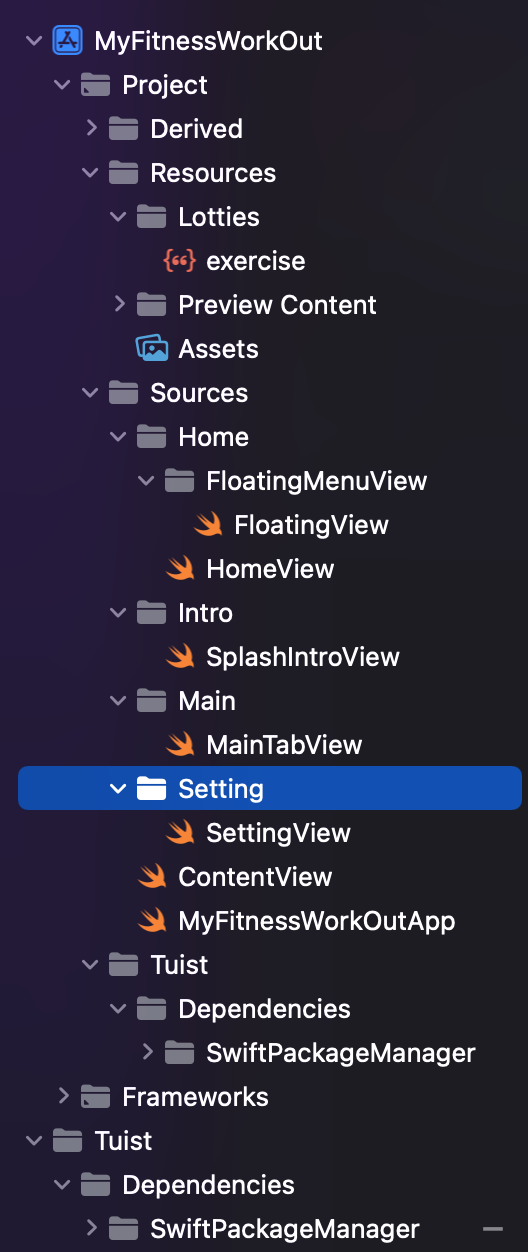 MyFitnessWorkOut
Project
Derived
Resources
Lotties
exercise
Preview Content
Assets
Sources
Home
FloatingMenuView
FloatingView
HomeView
Intro
SplashIntroView
Main
MainTabView
Setting
SettingView
ContentView
MyFitnessWorkOutApp
Tuist
Dependencies
SwiftPackageManager
Frameworks
Tuist
Dependencies
SwiftPackageManager